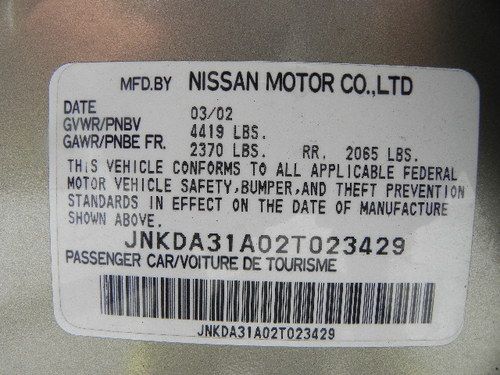 MFD.BY NISSAN MOTOR CO.,LTD
DATE 03/02
GVWR/PNBV 4419 LBS.
GAWR/PNBE FR. 2370 LBS. RR. 2065 LBS.
THIS VEHICLE CONFORMS TO ALL APPLICABLE FEDERAL
MOTOR VEHICLE SAFETY, BUMPER, AND THEFT PREVENTION
STANDARDS IN EFFECT ON THE DATE OF MANUFACTURE
SHOWN ABOVE.
JNKDA31A02T023429
PASSENGER CAR/VOITURE DE TOURISME
JNKDA31A02T023429